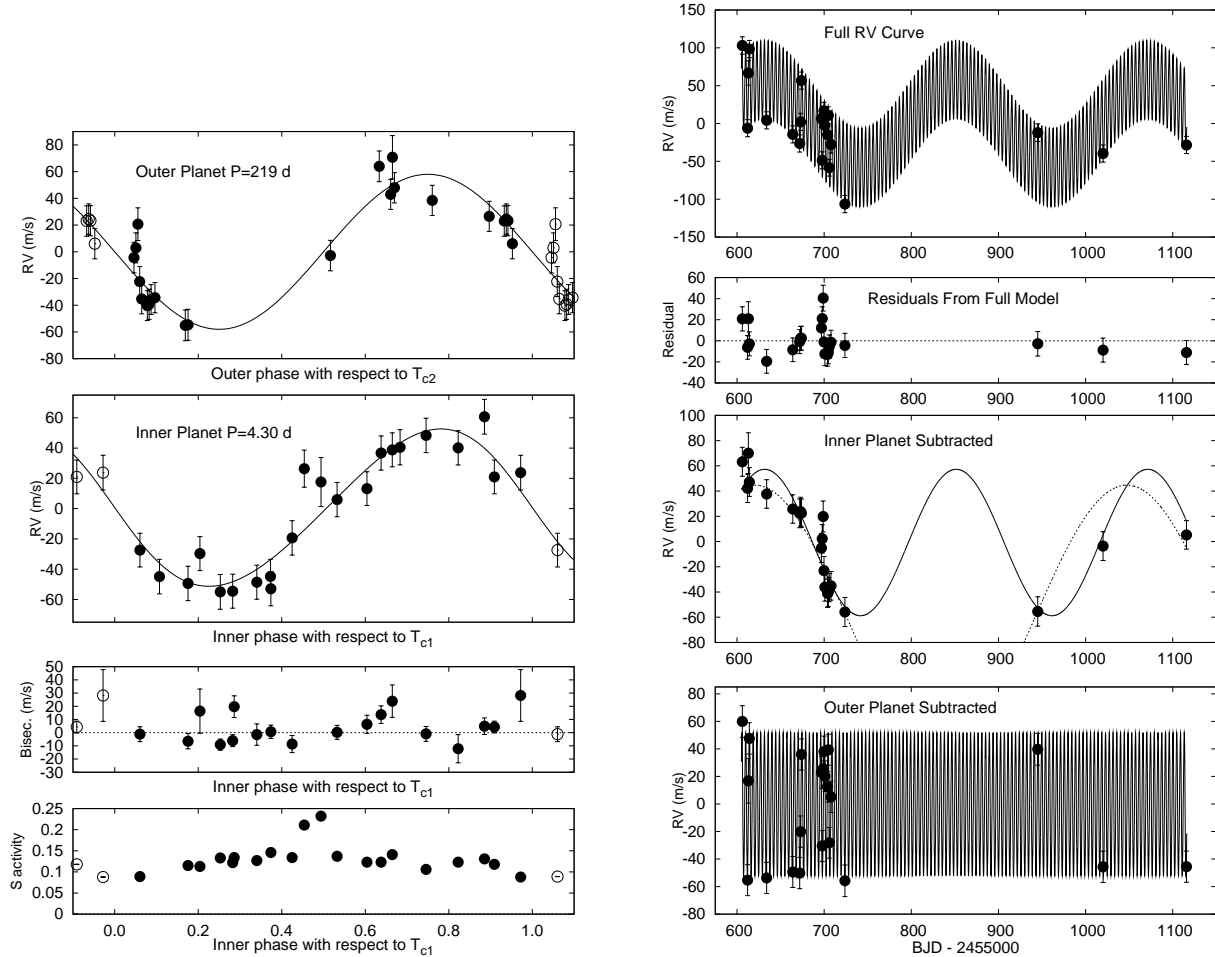 80
60
40
20
0
-20
-40
-60
-80
RV (m/s)
Outer Planet P=219 d
Outer phase with respect to Tc2
60
40
20
0
-20
-40
-60
RV (m/s)
Inner Planet P=4.30 d
Inner phase with respect to Tc1
50
40
30
20
10
0
-10
-20
-30
Bisec. (m/s)
Inner phase with respect to Tc1
0.25
0.2
0.15
0.1
0.05
0
S activity
0.0 0.2 0.4 0.6 0.8 1.0
Inner phase with respect to Tc1
150
100
50
0
-50
-100
-150
RV (m/s)
Full RV Curve
600 700 800 900 1000 1100
60
40
20
0
-20
-40
Residual
Residuals From Full Model
600 700 800 900 1000 1100
100
80
60
40
20
0
-20
-40
-60
-80
RV (m/s)
Inner Planet Subtracted
600 700 800 900 1000 1100
80
60
40
20
0
-20
-40
-60
-80
RV (m/s)
Outer Planet Subtracted
600 700 800 900 1000 1100
BJD - 2455000